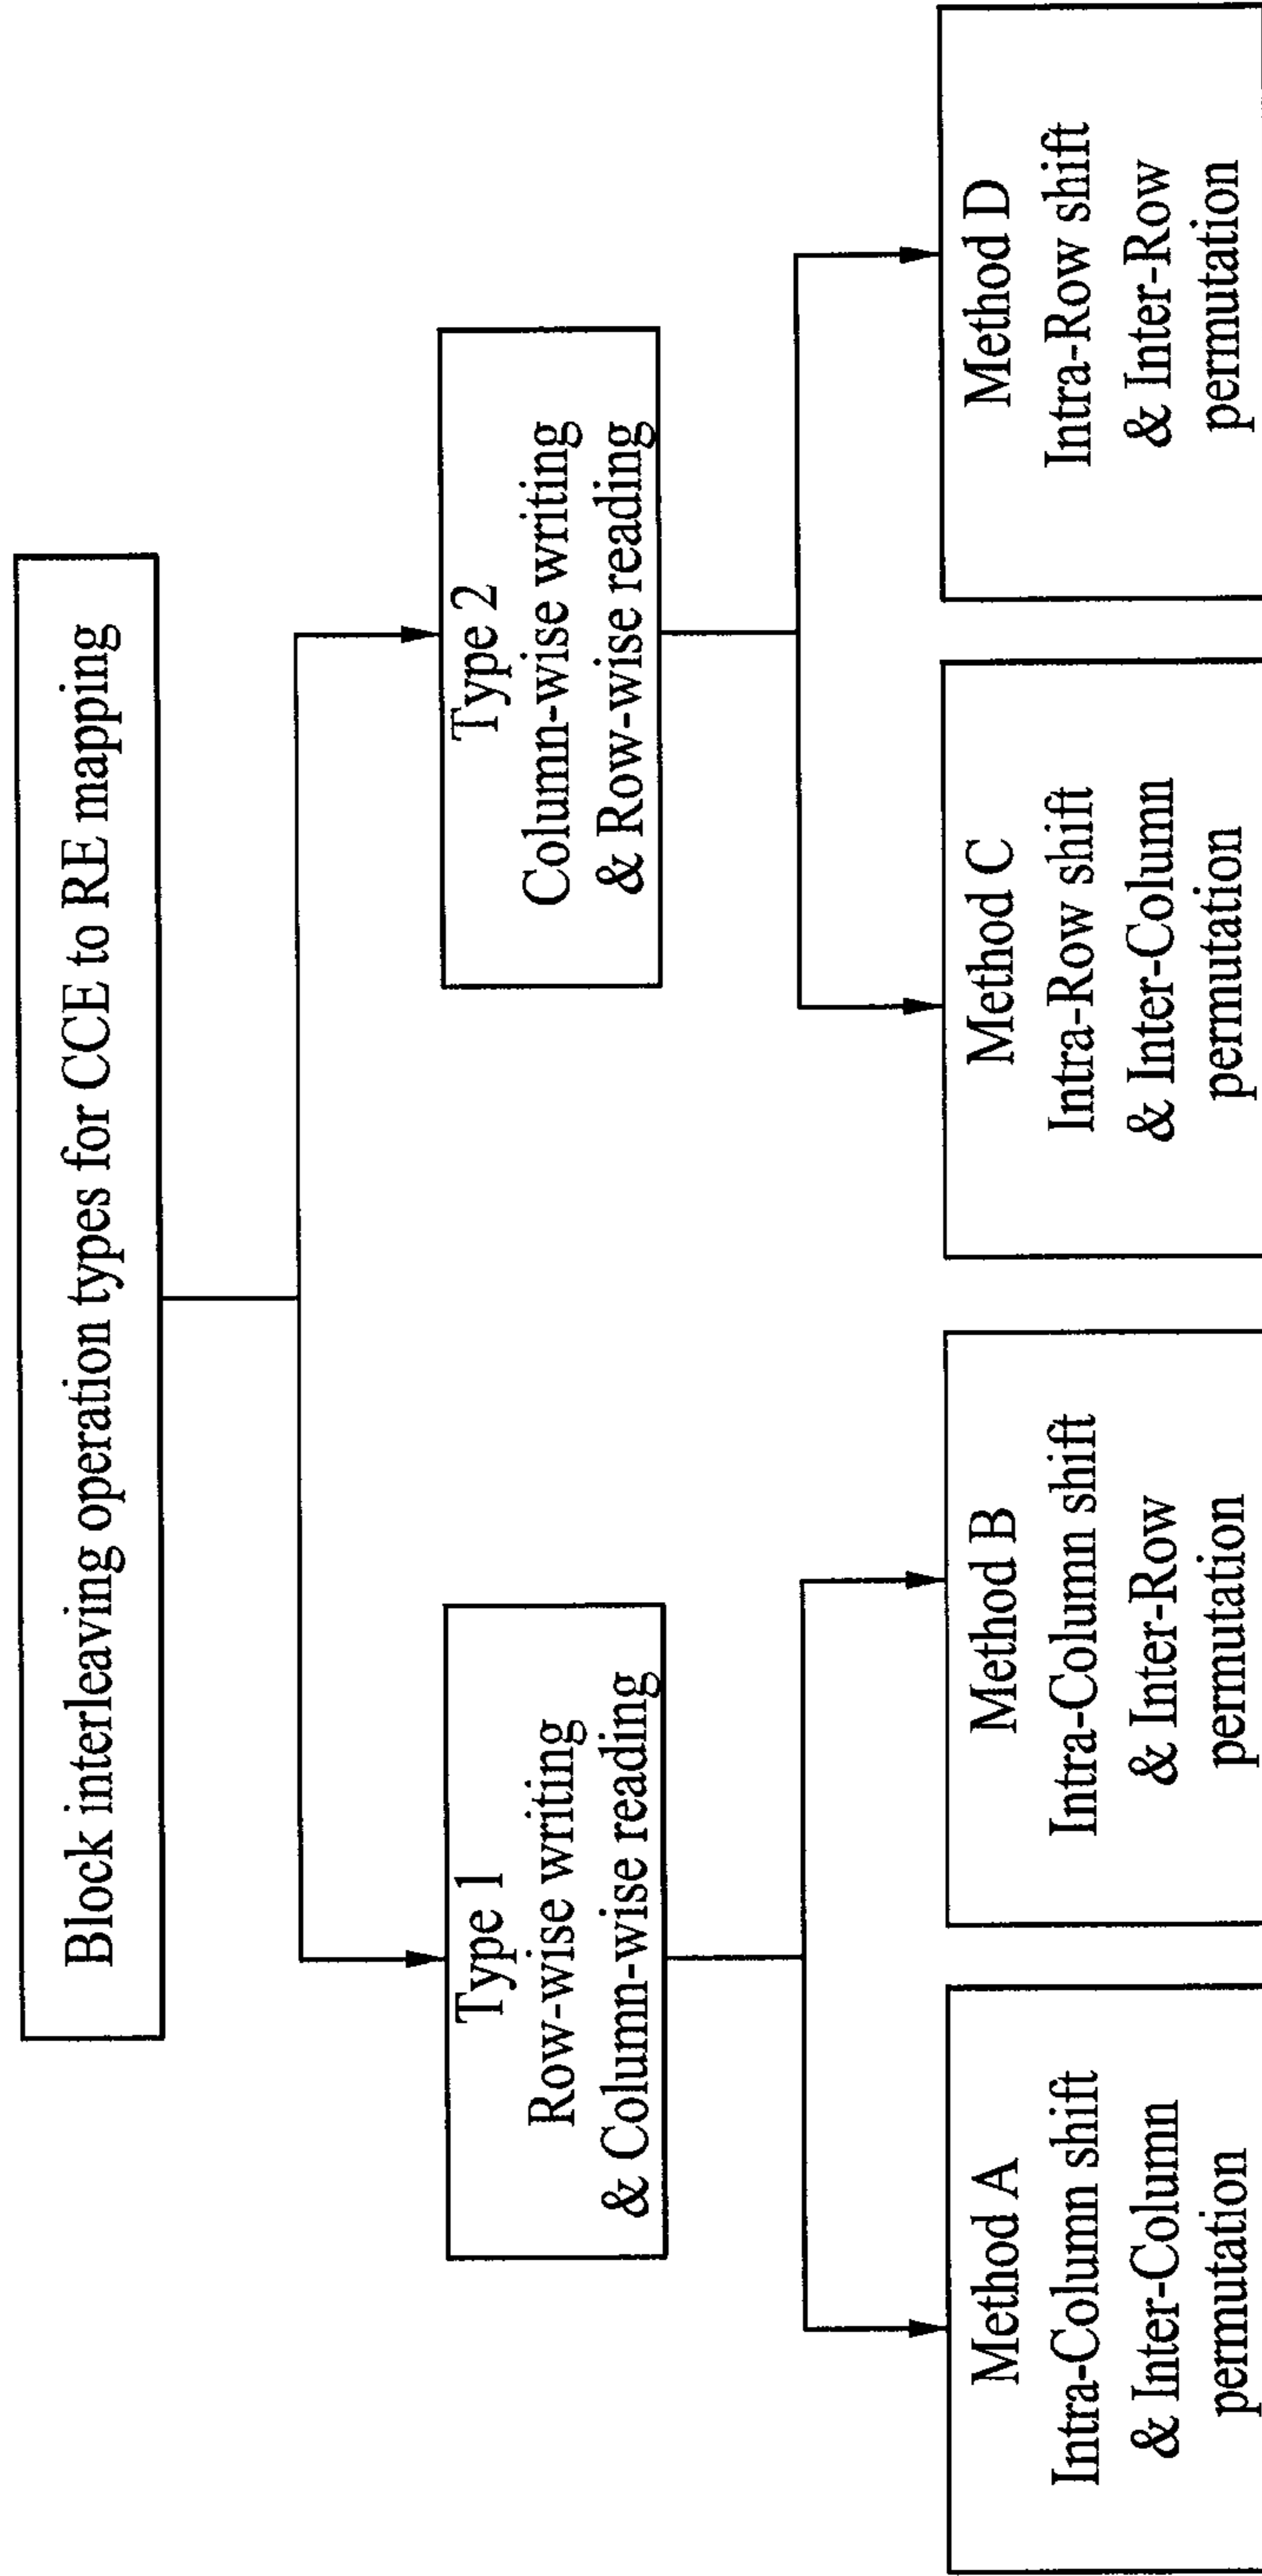 Block interleaving operation types for CCE to RE mapping
Type 1
Row-wise writing
& Column-wise reading
Type 2
Column-wise writing
& Row-wise reading
Method A
Intra-Column shift
& Inter-Column
permutation
Method B
Intra-Column shift
& Inter-Row
permutation
Method C
Intra-Row shift
& Inter-Column
permutation
Method D
Intra-Row shift
& Inter-Row
permutation